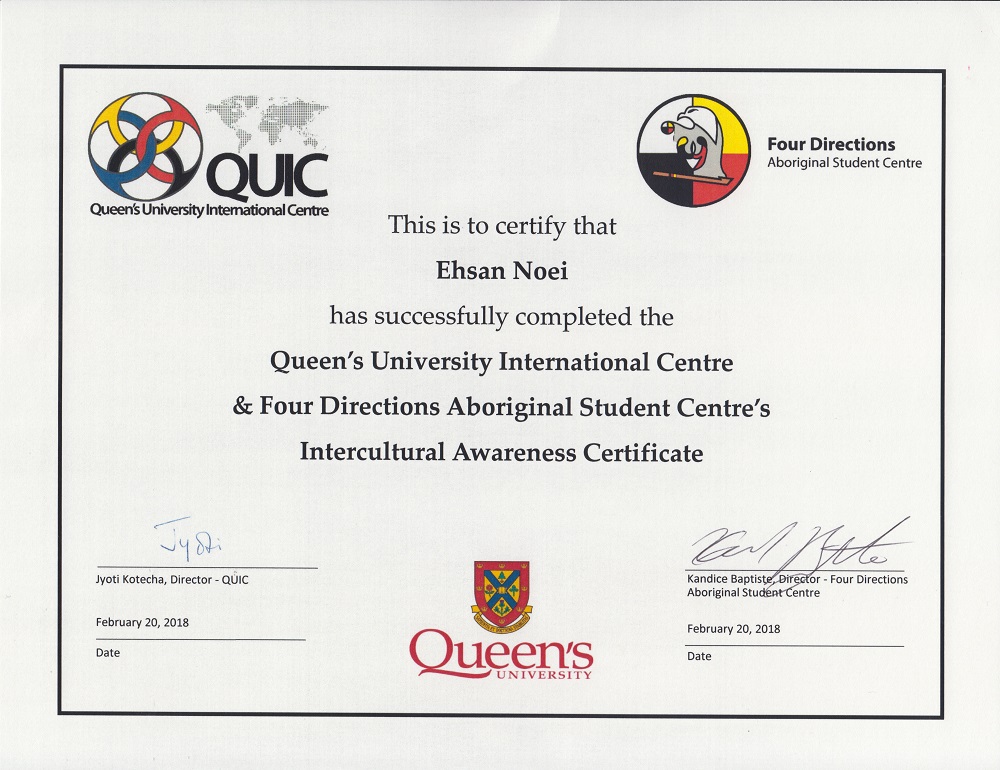 QUIC
Queen's University International Centre
Four Directions
Aboriginal Student Centre
This is to certify that
Ehsan Noei
has successfully completed the
Queen's University International Centre
& Four Directions Aboriginal Student Centre's
Intercultural Awareness Certificate
Jyoti
Jyoti Kotecha, Director - QUIC
February 20, 2018
Date
Queen's
UNIVERSITY
Kandice Baptiste, Director - Four Directions
Aboriginal Student Centre
February 20, 2018
Date